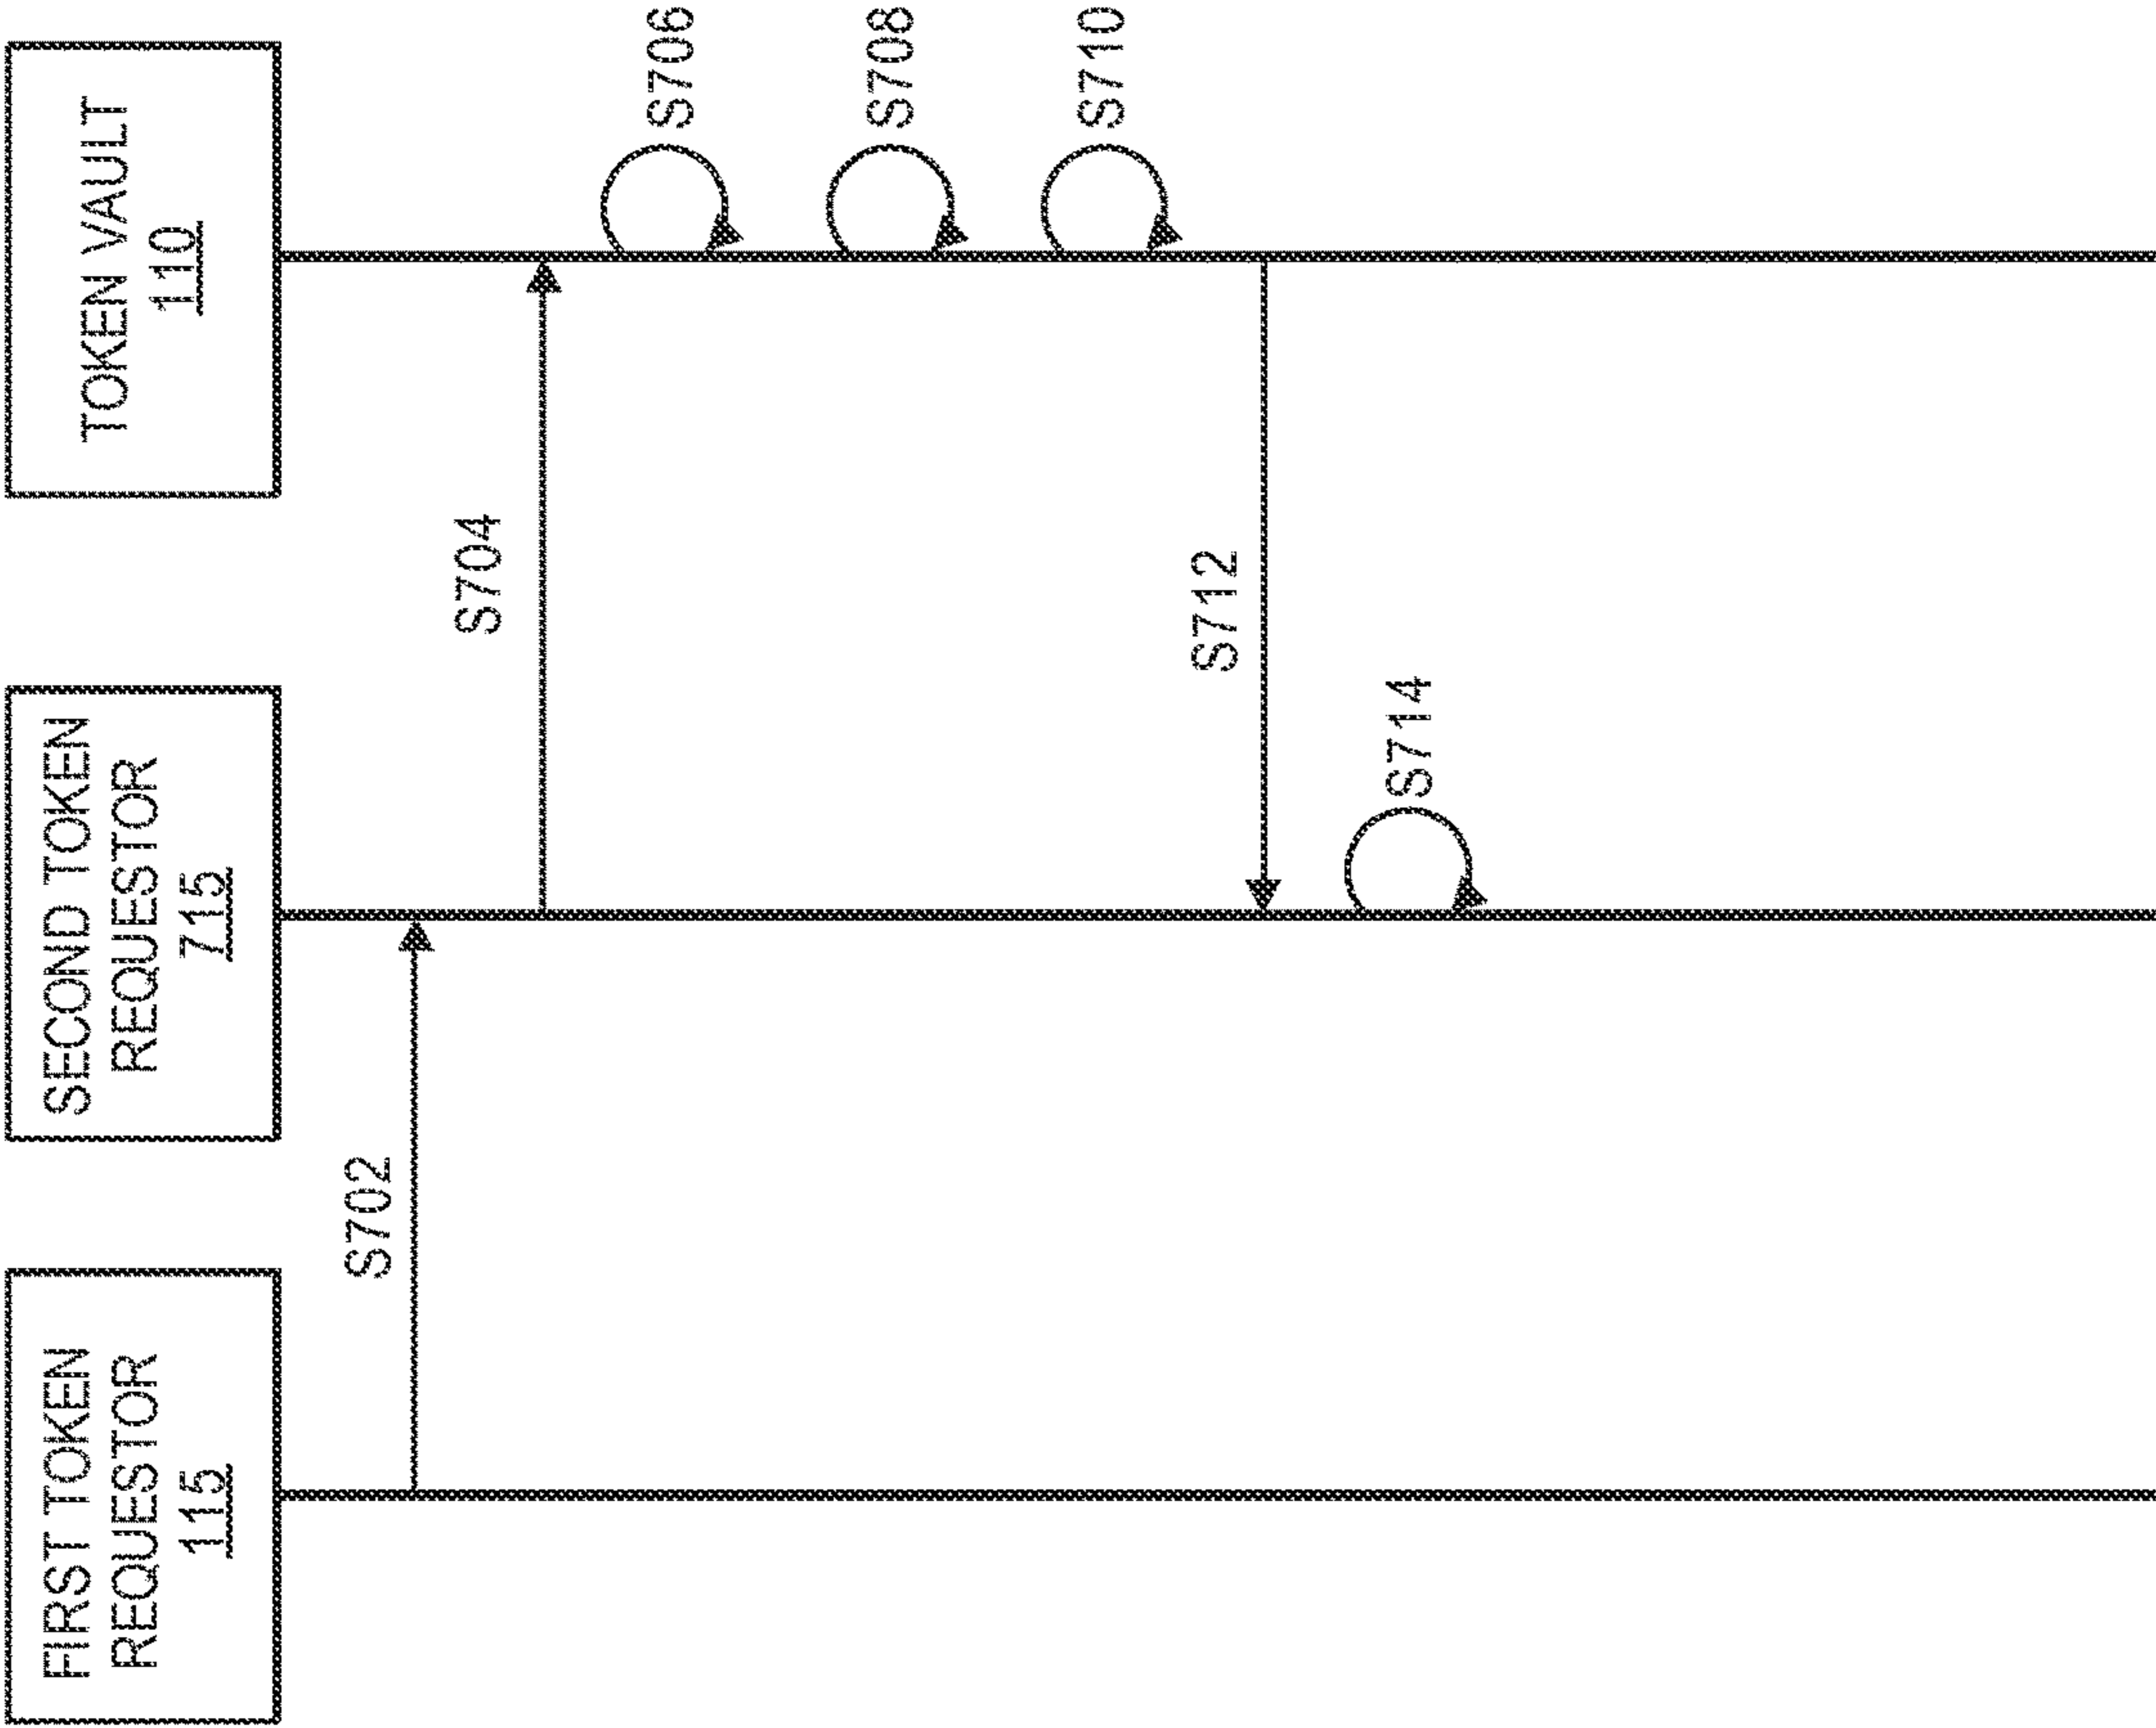 FIRST TOKEN
REQUESTOR
115
SECOND TOKEN
REQUESTOR
715
TOKEN VAULT
110
S702
S704
S706
S708
S710
S712
S714